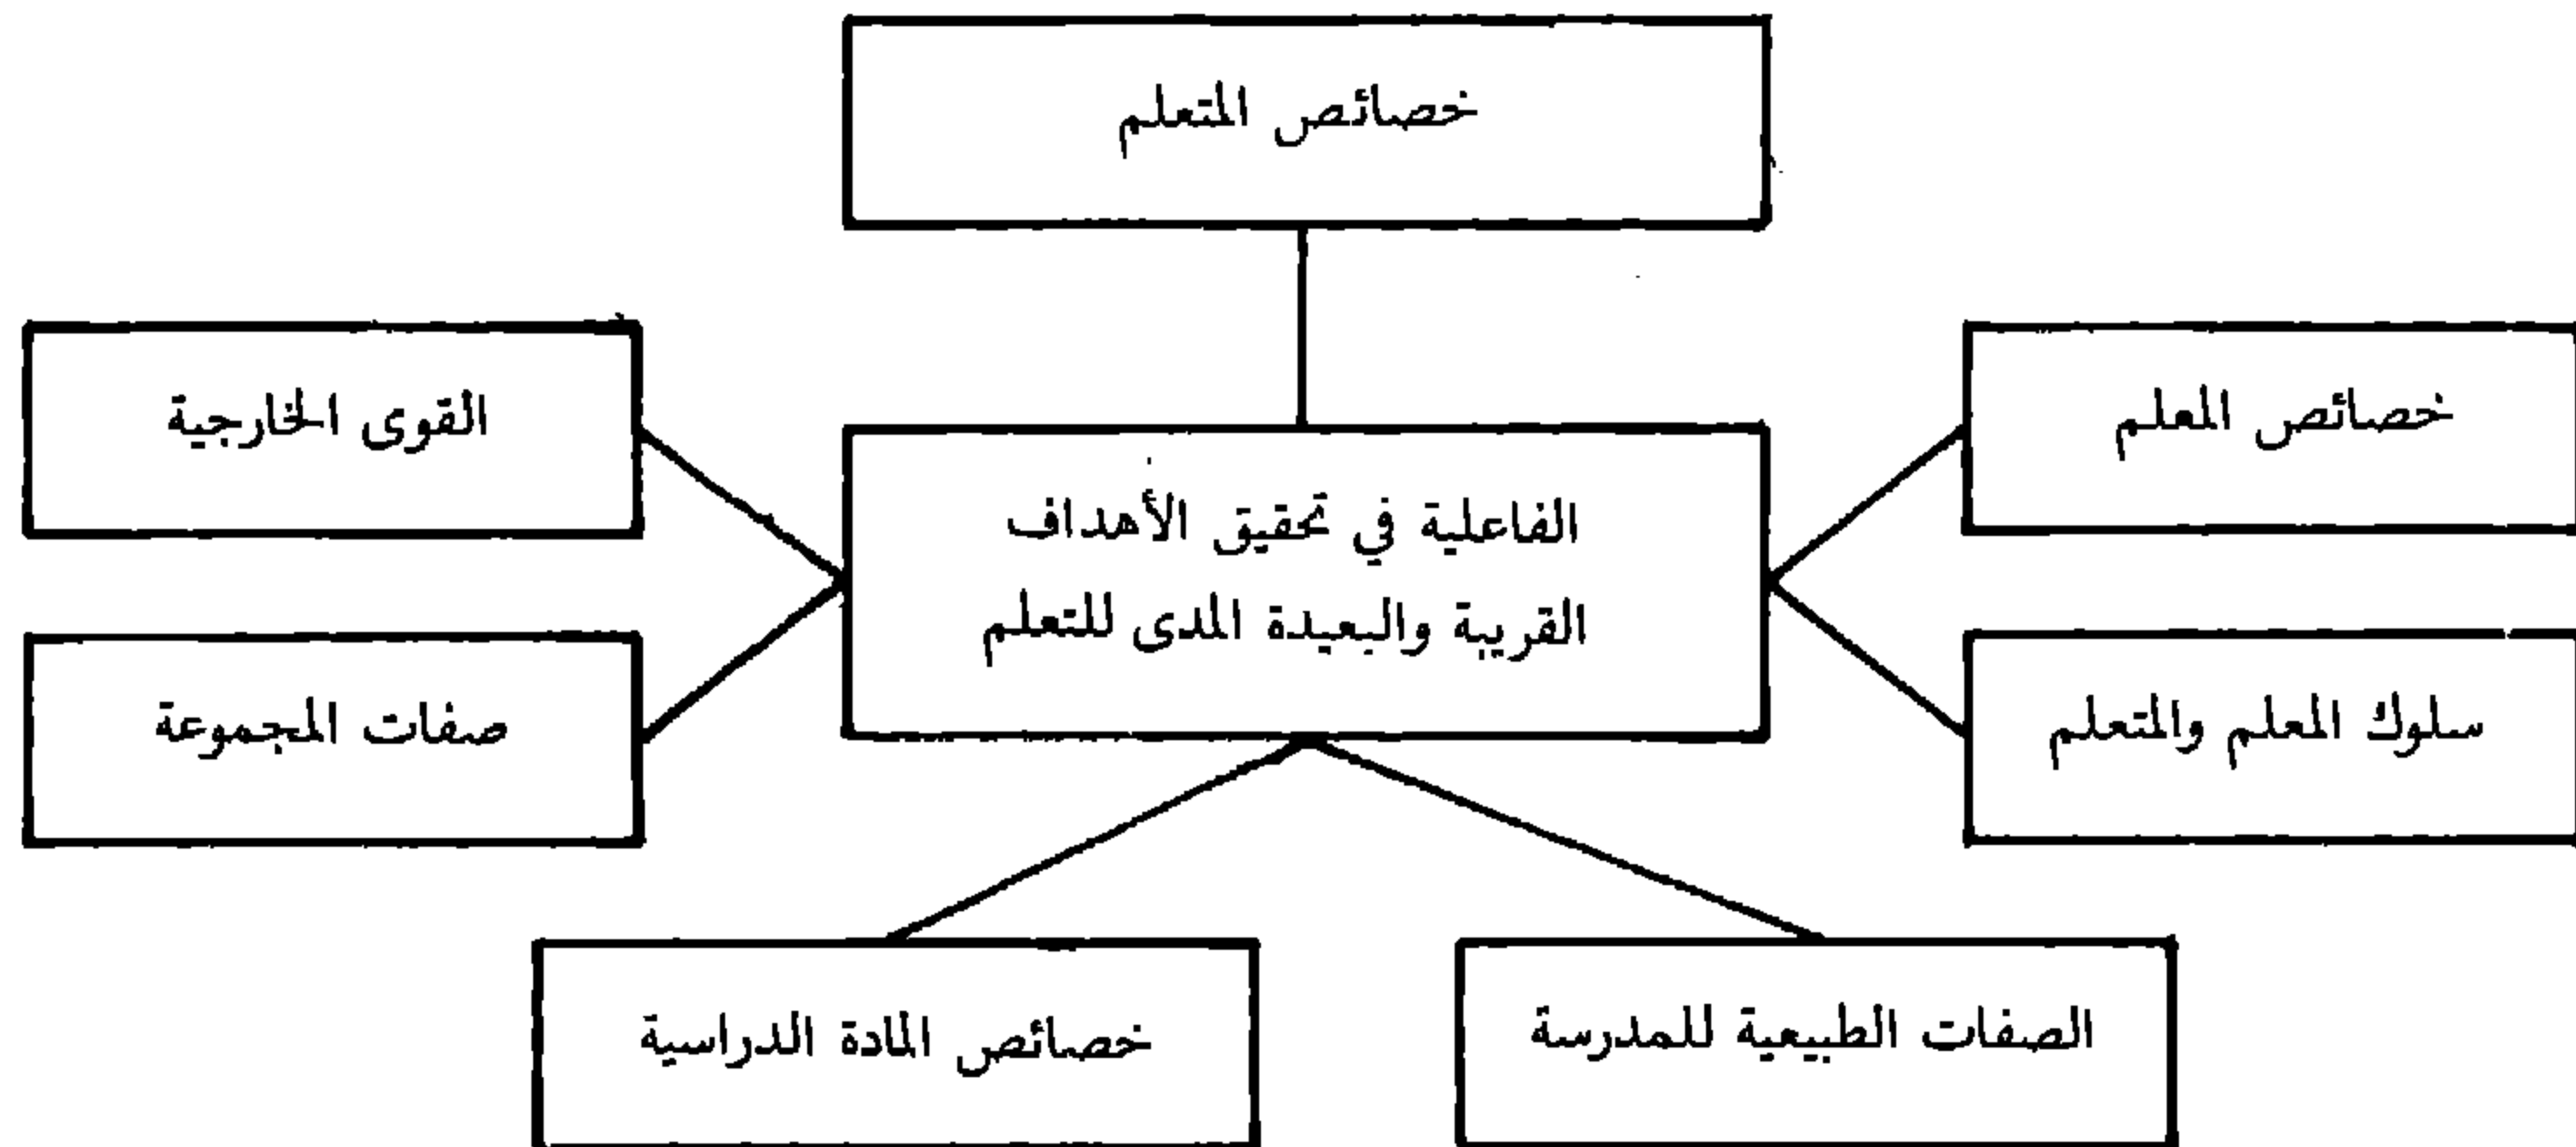 خصائص المتعلم
خصائص المعلم
القوى الخارجية
الفاعلية في تحقيق الأهداف
القريبة والبعيدة المدى للتعلم
سلوك المعلم والمتعلم
صفات المجموعة
الصفات الطبيعية للمدرسة
خصائص المادة الدراسية